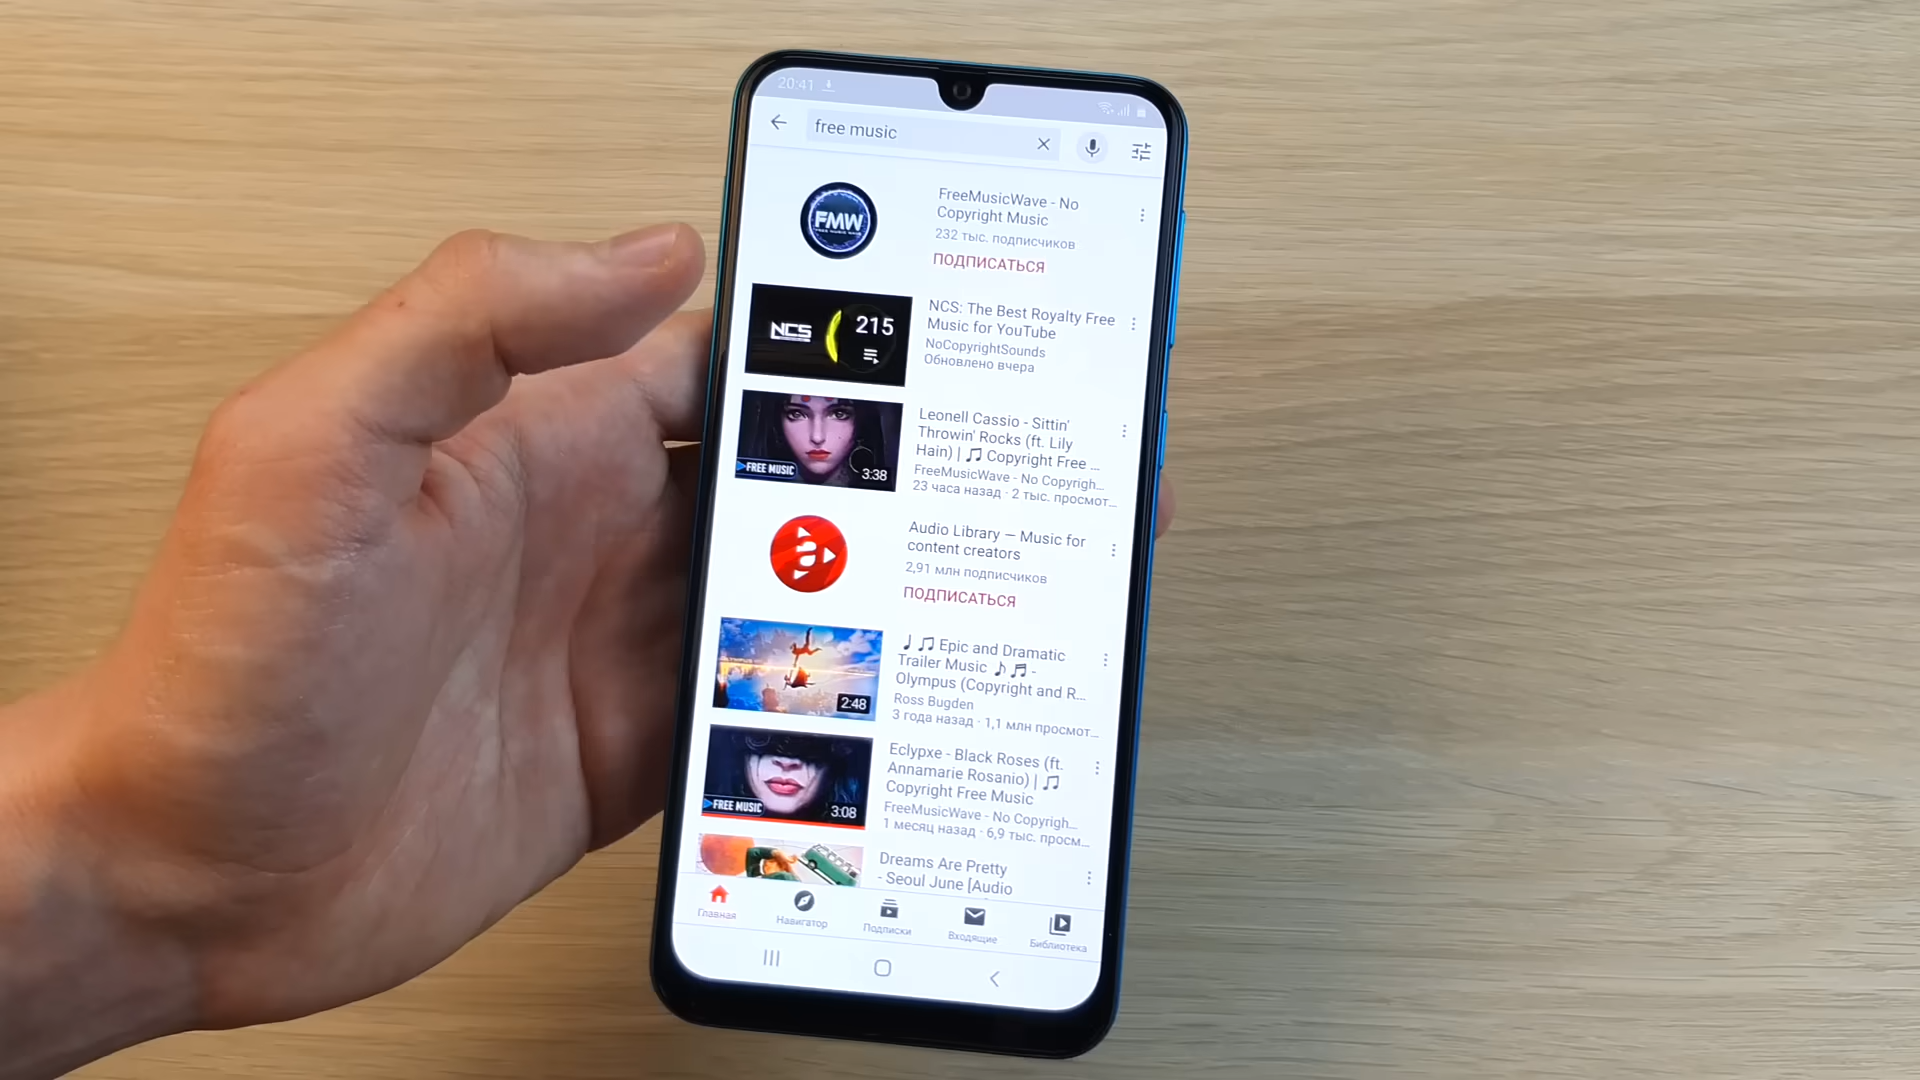 20:41
free music
FMW
FREE MUSIC WAVE
FreeMusicWave - No
Copyright Music
232 тыс. подписчиков
ПОДПИСАТЬСЯ
NCS
215
NCS: The Best Royalty Free
Music for YouTube
NoCopyrightSounds
Обновлено вчера
FREE MUSIC
3:38
Leonell Cassio - Sittin'
Throwin' Rocks (ft. Lily
Hain) | 🎵 Copyright Free ...
FreeMusicWave - No Copyrigh...
23 часа назад · 2 тыс. просмот...
a
Audio Library — Music for
content creators
2,91 млн подписчиков
ПОДПИСАТЬСЯ
2:48
♩ ♫ Epic and Dramatic
Trailer Music ♪ ♬ -
Olympus (Copyright and R...
Ross Bugden
3 года назад · 1,1 млн просмот...
FREE MUSIC
3:08
Eclypxe - Black Roses (ft.
Annamarie Rosanio) | 🎵
Copyright Free Music
FreeMusicWave - No Copyrigh...
1 месяц назад · 6,9 тыс. просм...
Dreams Are Pretty
- Seoul June [Audio
Главная
Навигатор
Подписки
Входящие
Библиотека